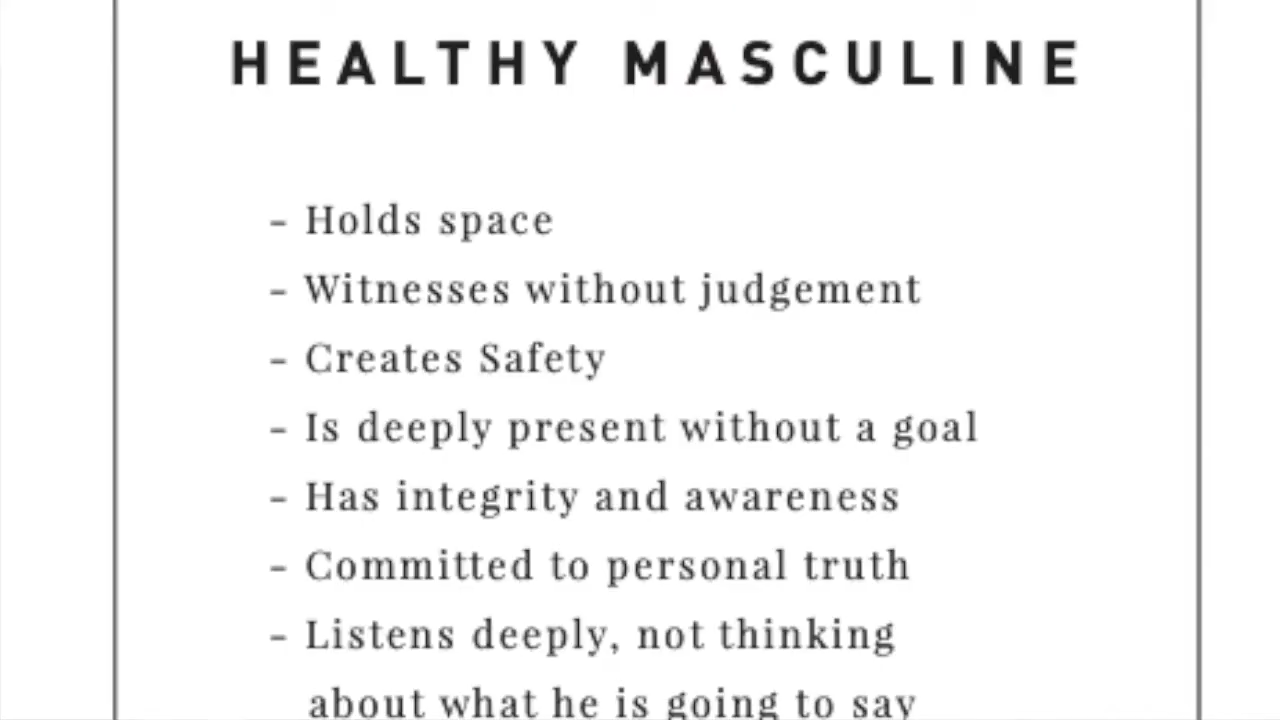 HEALTHY MASCULINE
- Holds space
- Witnesses without judgement
- Creates Safety
- Is deeply present without a goal
- Has integrity and awareness
- Committed to personal truth
- Listens deeply, not thinking
about what he is going to say